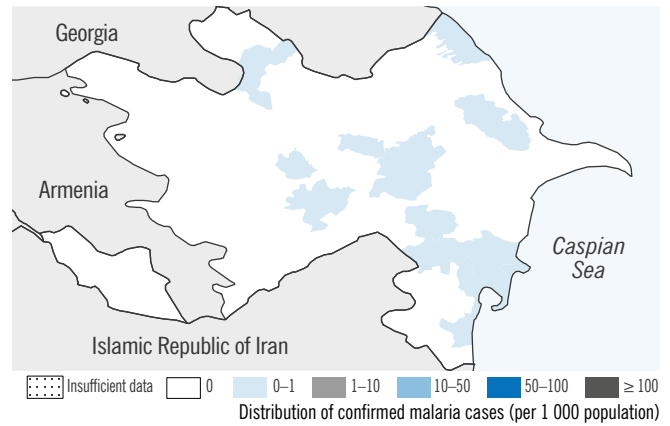 Georgia
Armenia
Caspian
Sea
Islamic Republic of Iran
Insufficient data 0 0–1 1–10 10–50 50–100 ≥ 100
Distribution of confirmed malaria cases (per 1 000 population)